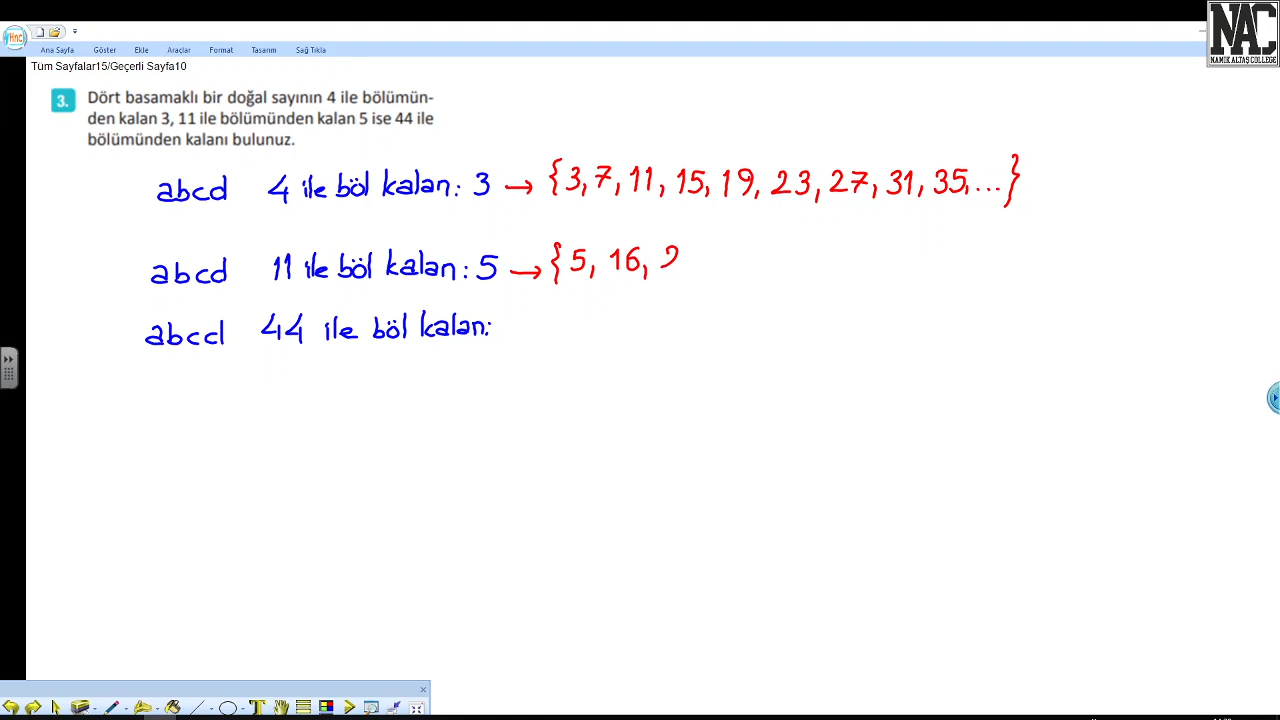 NAC
NAMIK ALTAŞ COLLEGE
Hnc
Ana Sayfa Göster Ekle Araçlar Format Tasarım Sağ Tıkla
Tüm Sayfalar15/Geçerli Sayfa10
3. Dört basamaklı bir doğal sayının 4 ile bölümün-
den kalan 3, 11 ile bölümünden kalan 5 ise 44 ile
bölümünden kalanı bulunuz.
abcd 4 ile böl kalan: 3 → {3, 7, 11, 15, 19, 23, 27, 31, 35, ...}
abcd 11 ile böl kalan: 5 → {5, 16,
abcd 44 ile böl kalan: